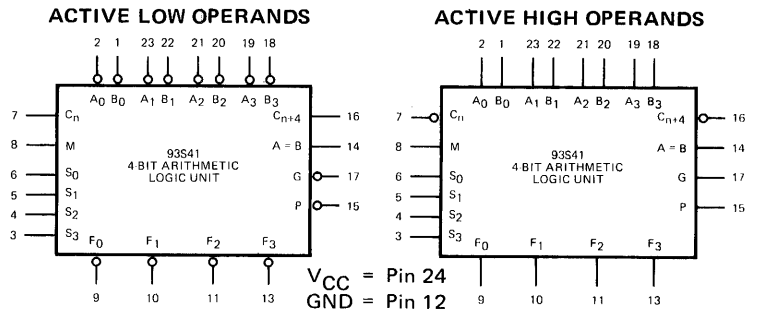 ACTIVE LOW OPERANDS
2 1 23 22 21 20 19 18
A0 B0 A1 B1 A2 B2 A3 B3
7 Cn Cn+4 16
8 M A = B 14
93S41
4-BIT ARITHMETIC
LOGIC UNIT
6 S0 G 17
5 S1
4 S2 P 15
3 S3
F0 F1 F2 F3
9 10 11 13
ACTIVE HIGH OPERANDS
2 1 23 22 21 20 19 18
A0 B0 A1 B1 A2 B2 A3 B3
7 Cn Cn+4 16
8 M A = B 14
93S41
4-BIT ARITHMETIC
LOGIC UNIT
6 S0 G 17
5 S1
4 S2 P 15
3 S3
F0 F1 F2 F3
9 10 11 13
VCC = Pin 24
GND = Pin 12